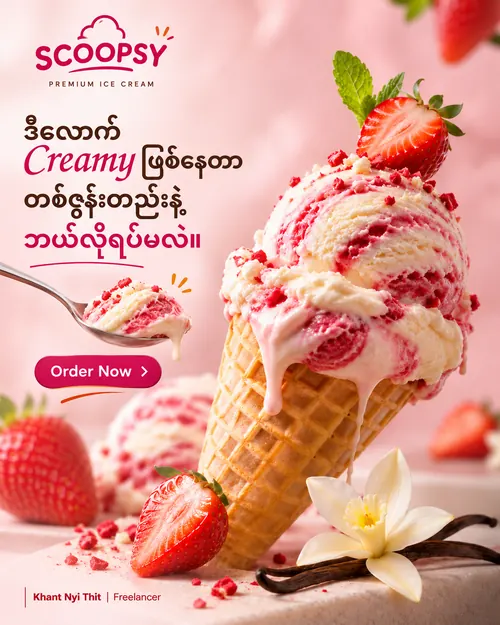 SCOOPSY
PREMIUM ICE CREAM
ဒီလောက်
Creamy ဖြစ်နေတာ
တစ်ဇွန်းတည်းနဲ့
ဘယ်လိုရပ်မလဲ။
Order Now >
Khant Nyi Thit | Freelancer